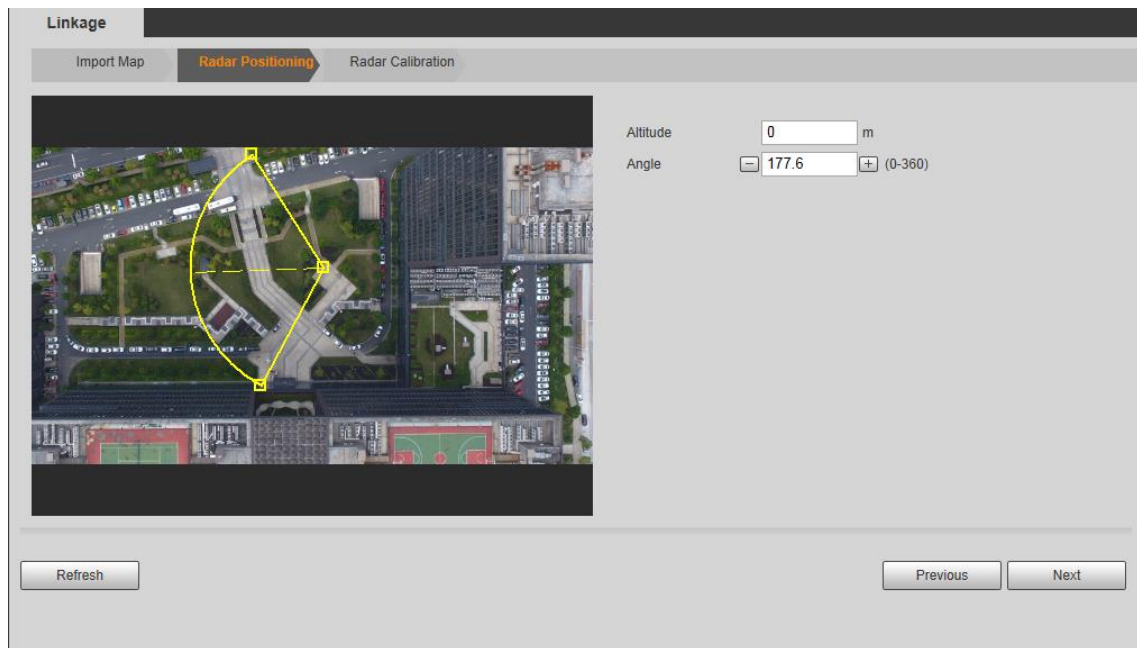 Linkage
Import Map Radar Positioning Radar Calibration
Altitude 0 m
Angle − 177.6 + (0-360)
Refresh Previous Next